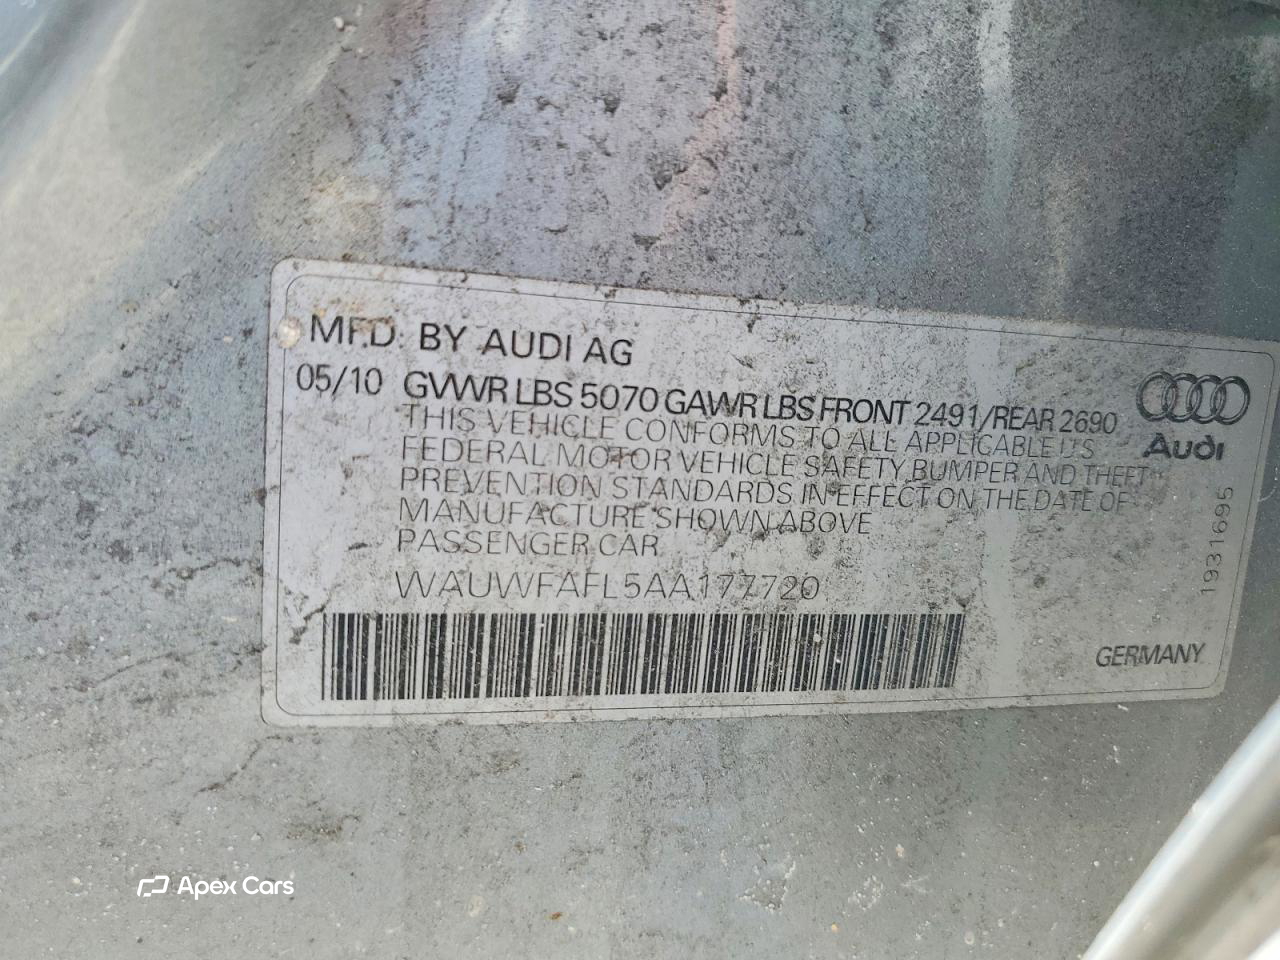 MFD. BY AUDI AG
05/10 GVWR LBS 5070 GAWR LBS FRONT 2491/REAR 2690
THIS VEHICLE CONFORMS TO ALL APPLICABLE U.S.
FEDERAL MOTOR VEHICLE SAFETY BUMPER AND THEFT
PREVENTION STANDARDS IN EFFECT ON THE DATE OF
MANUFACTURE SHOWN ABOVE
PASSENGER CAR
WAUWFAFL5AA177720
Audi
1931695
GERMANY
Apex Cars